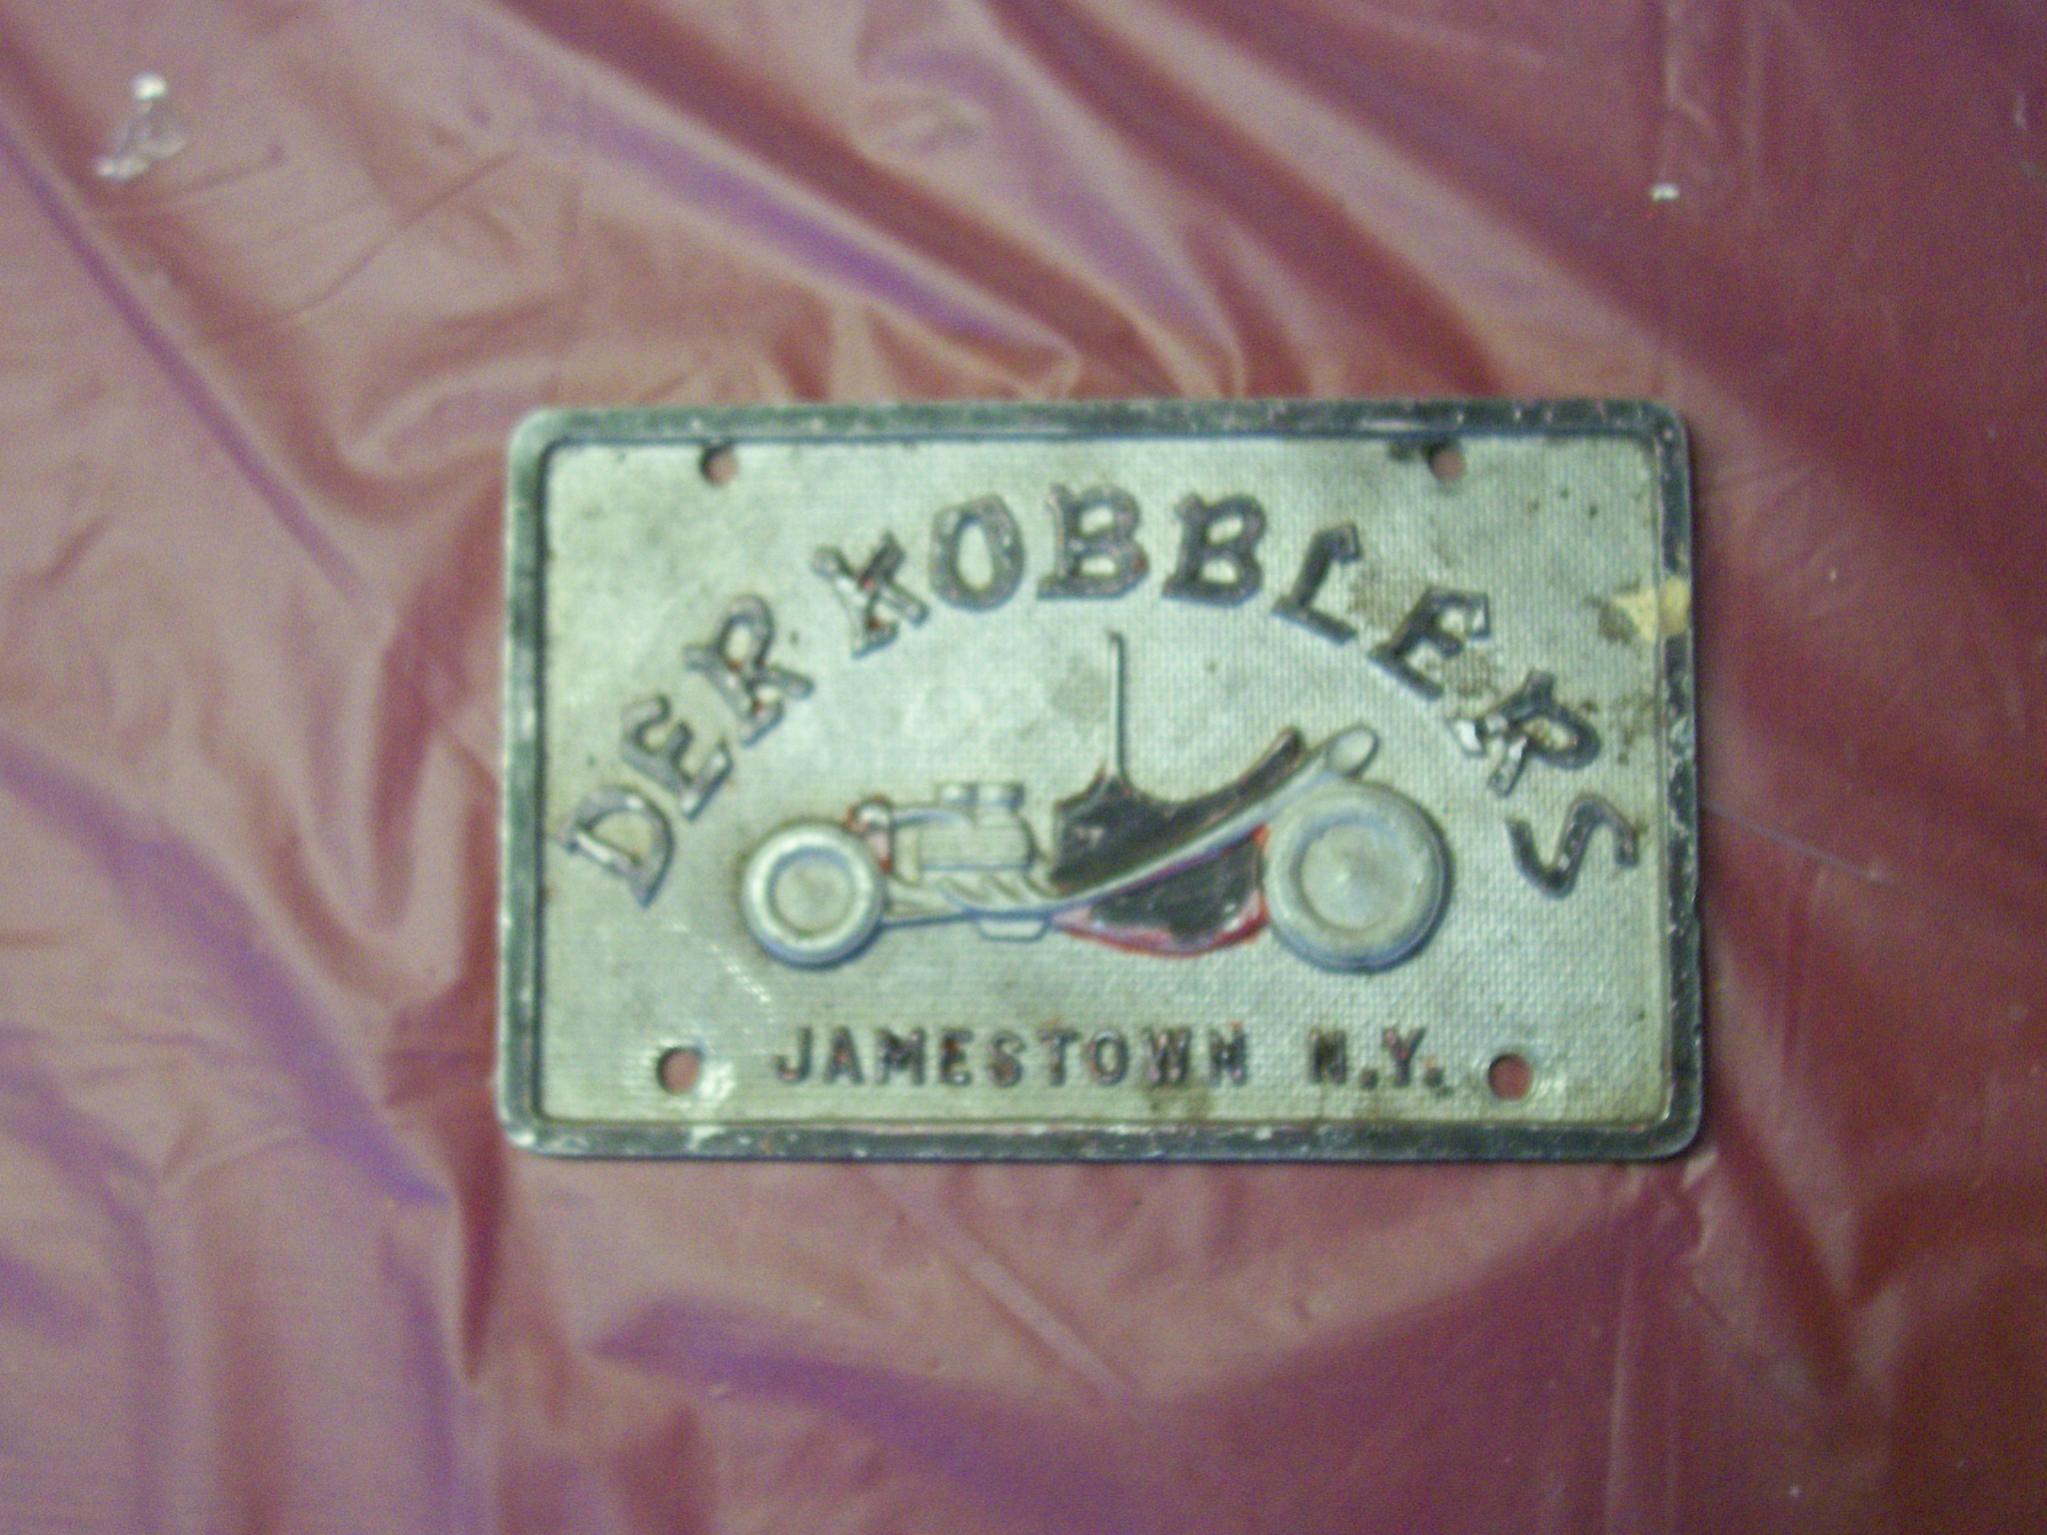 DER KOBBLERS
JAMESTOWN N.Y.